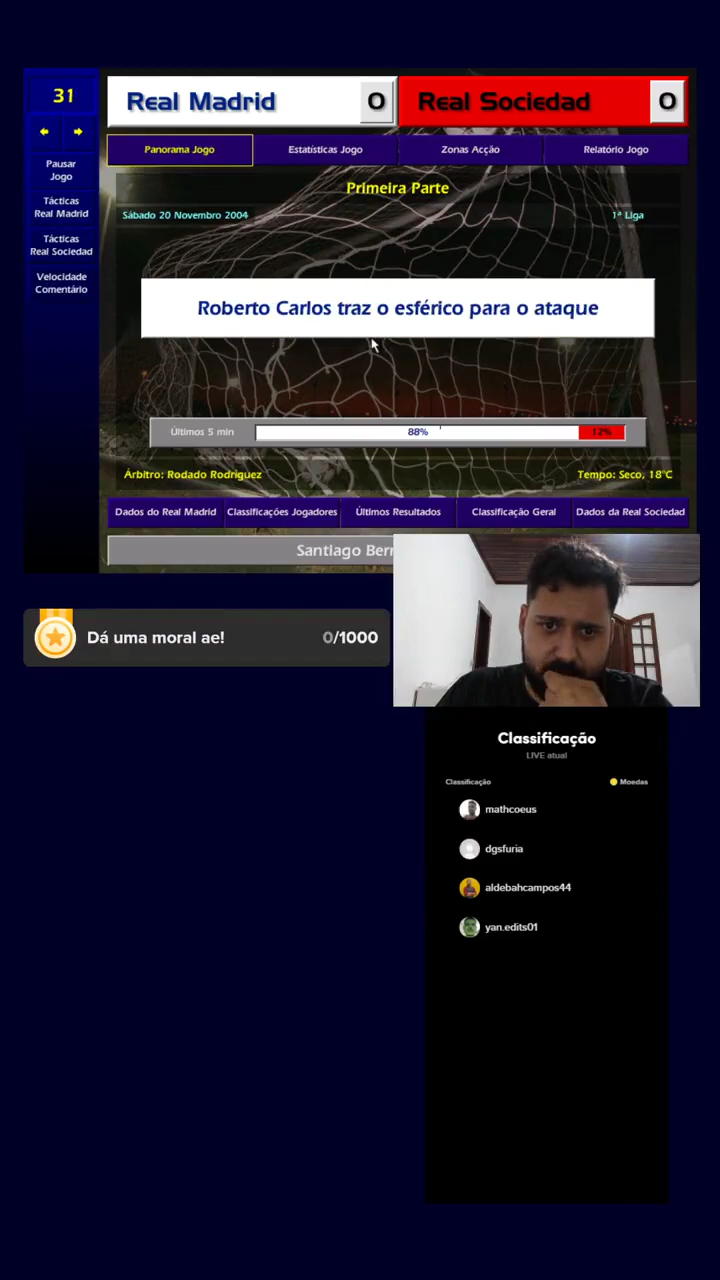 31
Real Madrid 0
Real Sociedad 0
Panorama Jogo
Estatísticas Jogo
Zonas Acção
Relatório Jogo
Pausar
Jogo
Tácticas
Real Madrid
Tácticas
Real Sociedad
Velocidade
Comentário
Primeira Parte
Sábado 20 Novembro 2004
1ª Liga
Roberto Carlos traz o esférico para o ataque
Últimos 5 min
88%
12%
Árbitro: Rodado Rodríguez
Tempo: Seco, 18°C
Dados do Real Madrid
Classificações Jogadores
Últimos Resultados
Classificação Geral
Dados da Real Sociedad
Santiago Ber
Dá uma moral ae!
0/1000
Classificação
LIVE atual
Classificação
Moedas
mathcoeus
dgsfuria
aldebahcampos44
yan.edits01